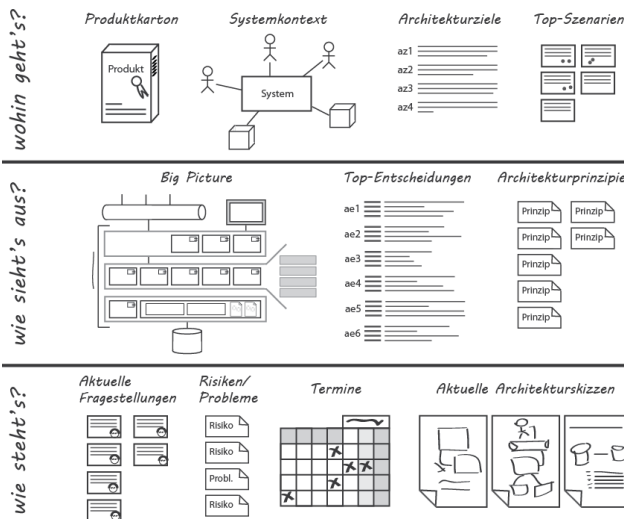 wohin geht's?
Produktkarton
Systemkontext
Architekturziele
Top-Szenarien
Produkt
System
az1
az2
az3
az4
wie sieht's aus?
Big Picture
Top-Entscheidungen
Architekturprinzipie
ae1
ae2
ae3
ae4
ae5
ae6
Prinzip
Prinzip
Prinzip
Prinzip
Prinzip
Prinzip
Prinzip
wie steht's?
Aktuelle
Fragestellungen
Risiken/
Probleme
Termine
Aktuelle Architekturskizzen
Risiko
Risiko
Probl.
Risiko